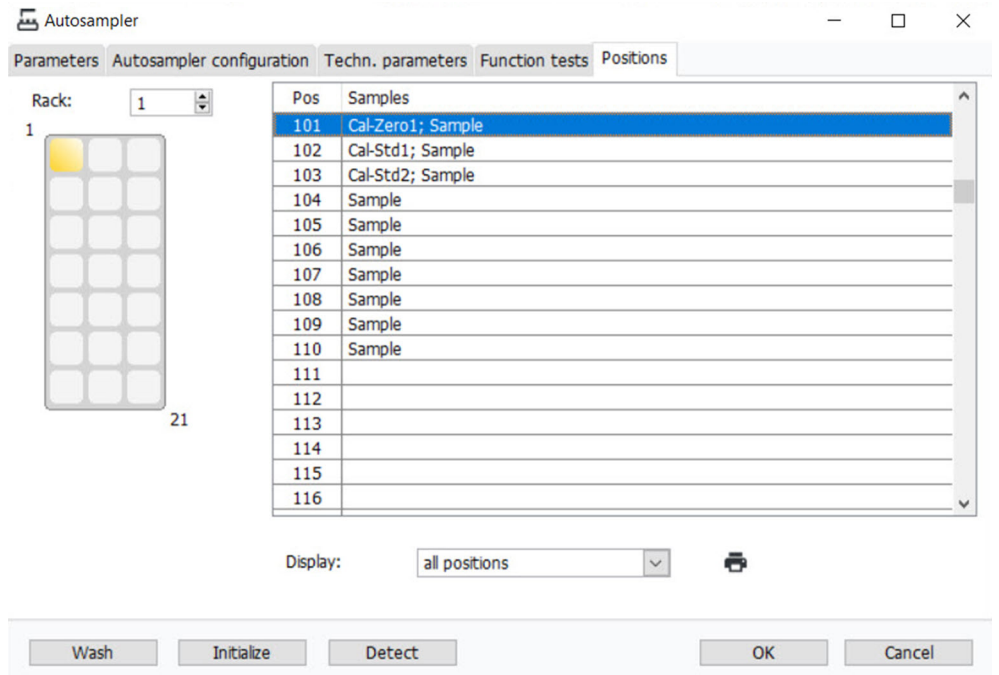 Autosampler
Parameters Autosampler configuration Techn. parameters Function tests Positions
Rack: 1
1
21
Pos Samples
101 Cal-Zero1; Sample
102 Cal-Std1; Sample
103 Cal-Std2; Sample
104 Sample
105 Sample
106 Sample
107 Sample
108 Sample
109 Sample
110 Sample
111
112
113
114
115
116
Display: all positions
Wash Initialize Detect OK Cancel